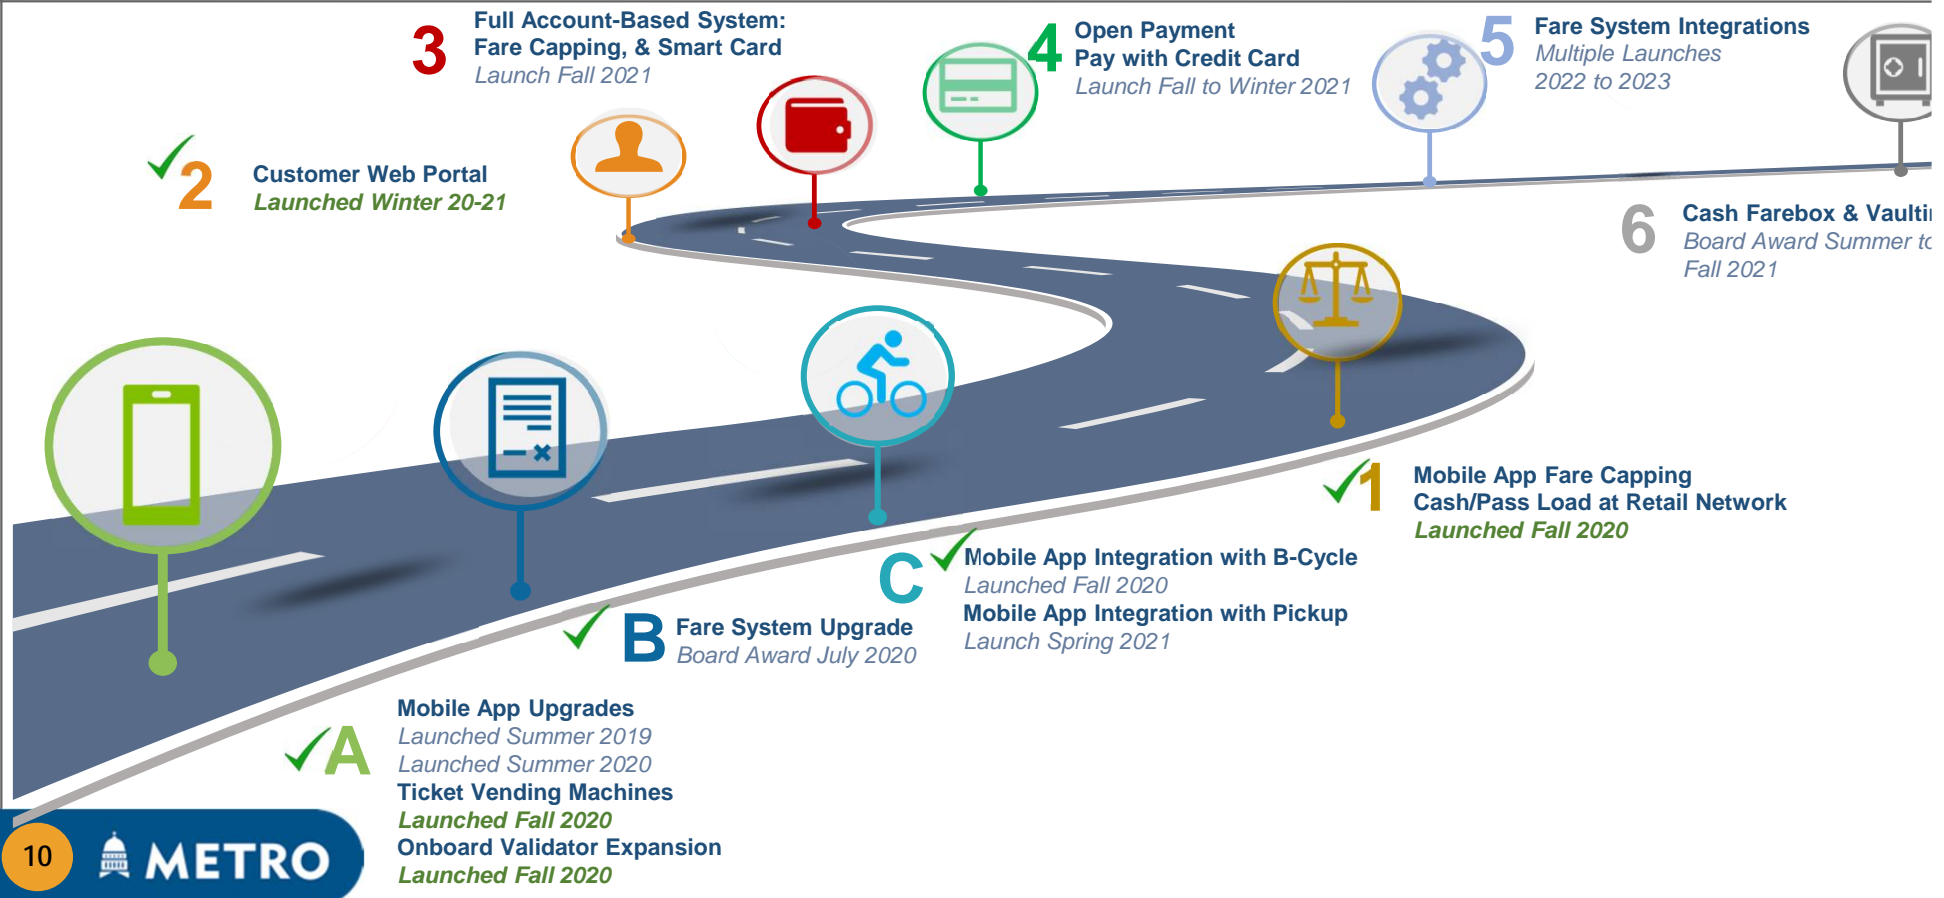 3
Full Account-Based System:
Fare Capping, & Smart Card
Launch Fall 2021
4
Open Payment
Pay with Credit Card
Launch Fall to Winter 2021
5
Fare System Integrations
Multiple Launches
2022 to 2023
2
Customer Web Portal
Launched Winter 20-21
6
Cash Farebox &
Board Award Summer to
Fall 2021
1
Mobile App Fare Capping
Cash/Pass Load at Retail Network
Launched Fall 2020
C
Mobile App Integration with B-Cycle
Launched Fall 2020
Mobile App Integration with Pickup
Launch Spring 2021
B
Fare System Upgrade
Board Award July 2020
A
Mobile App Upgrades
Launched Summer 2019
Launched Summer 2020
Ticket Vending Machines
Launched Fall 2020
Onboard Validator Expansion
Launched Fall 2020
10
METRO